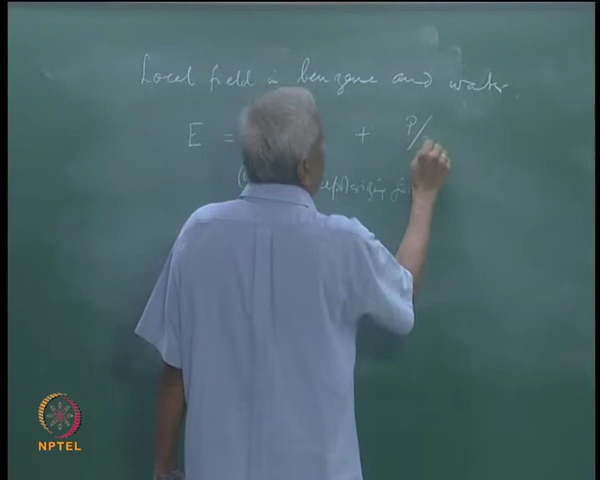 Local field in benzene and water.
E = + P/
NPTEL